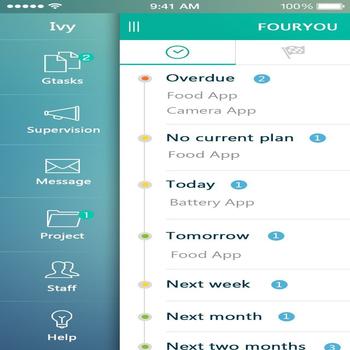 9:41 AM
100%
Ivy
FOURYOU
Gtasks 2
Supervision
Message
Project 1
Staff
Help
Overdue 2
Food App
Camera App
No current plan 1
Food App
Today 1
Battery App
Tomorrow 1
Food App
Next week 1
Next month 1
Next two months 3